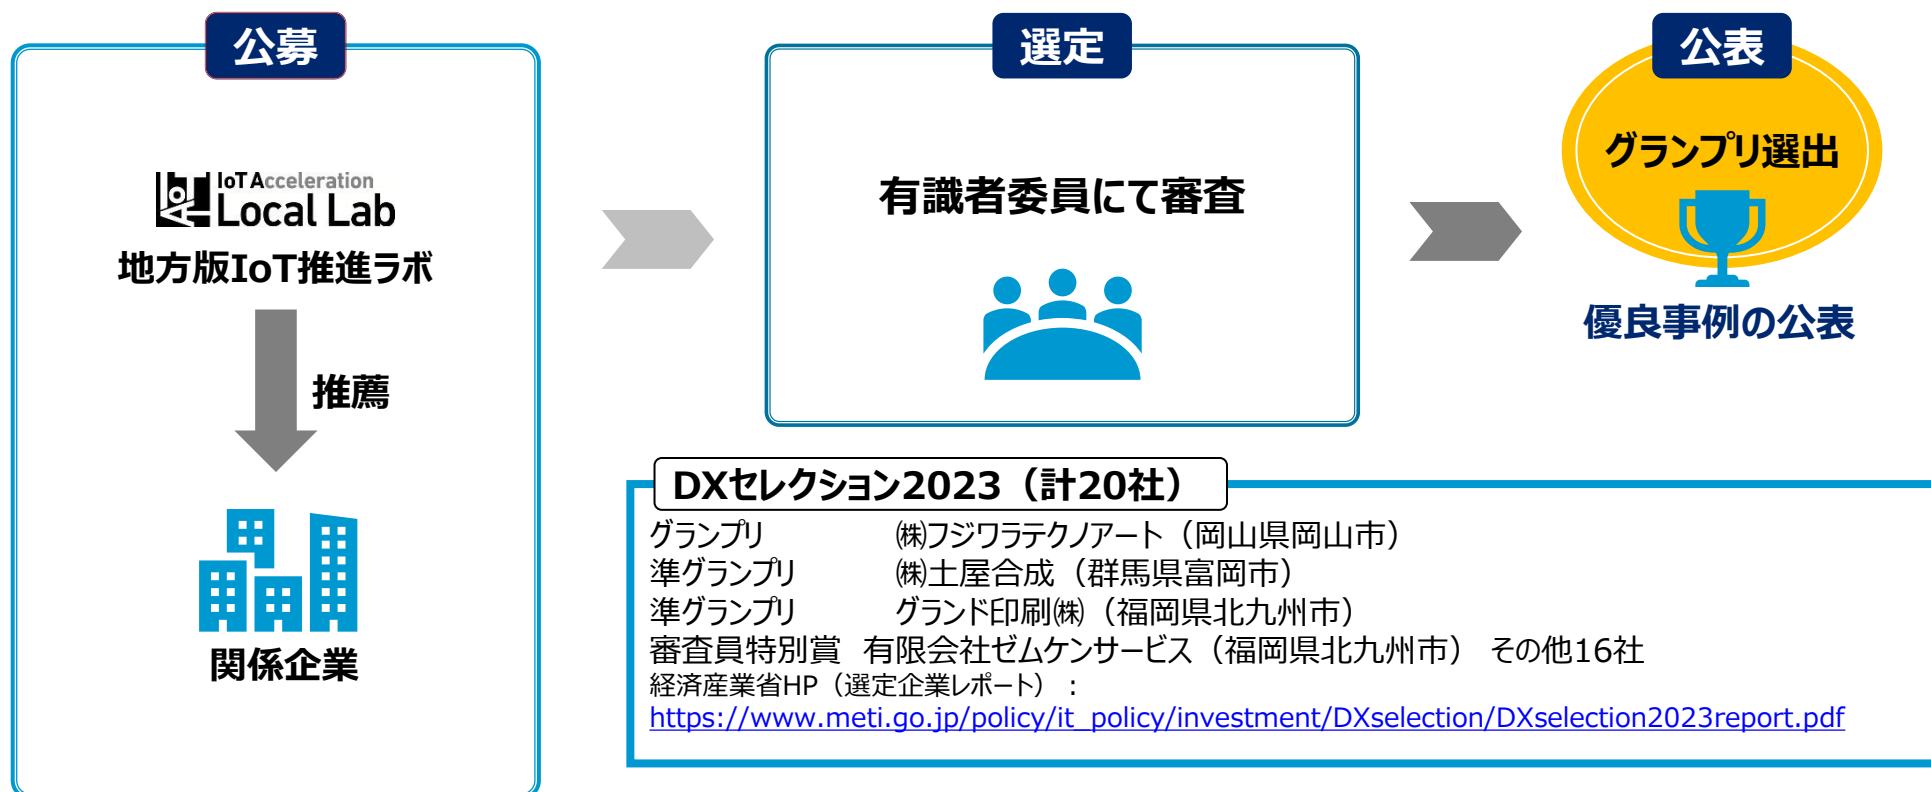 公募
IoT Acceleration
AIoT Local Lab
地方版IoT推進ラボ
推薦
関係企業
選定
有識者委員にて審査
公表
グランプリ選出
優良事例の公表
DXセレクション2023（計20社）
グランプリ ㈱フジワラテクノアート（岡山県岡山市）
準グランプリ ㈱土屋合成（群馬県富岡市）
準グランプリ グランド印刷㈱（福岡県北九州市）
審査員特別賞 有限会社ゼムケンサービス（福岡県北九州市） その他16社
経済産業省HP（選定企業レポート）：
https://www.meti.go.jp/policy/it_policy/investment/DXselection/DXselection2023report.pdf